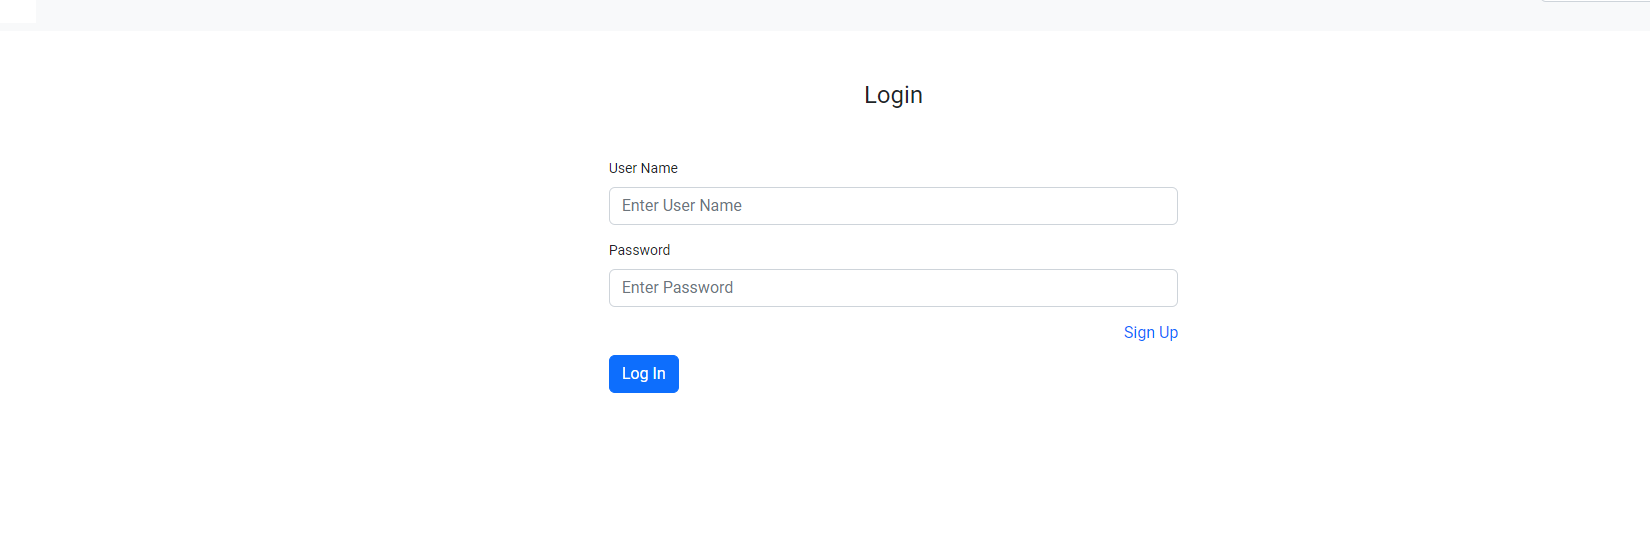 Login
User Name
Enter User Name
Password
Enter Password
Sign Up
Log In